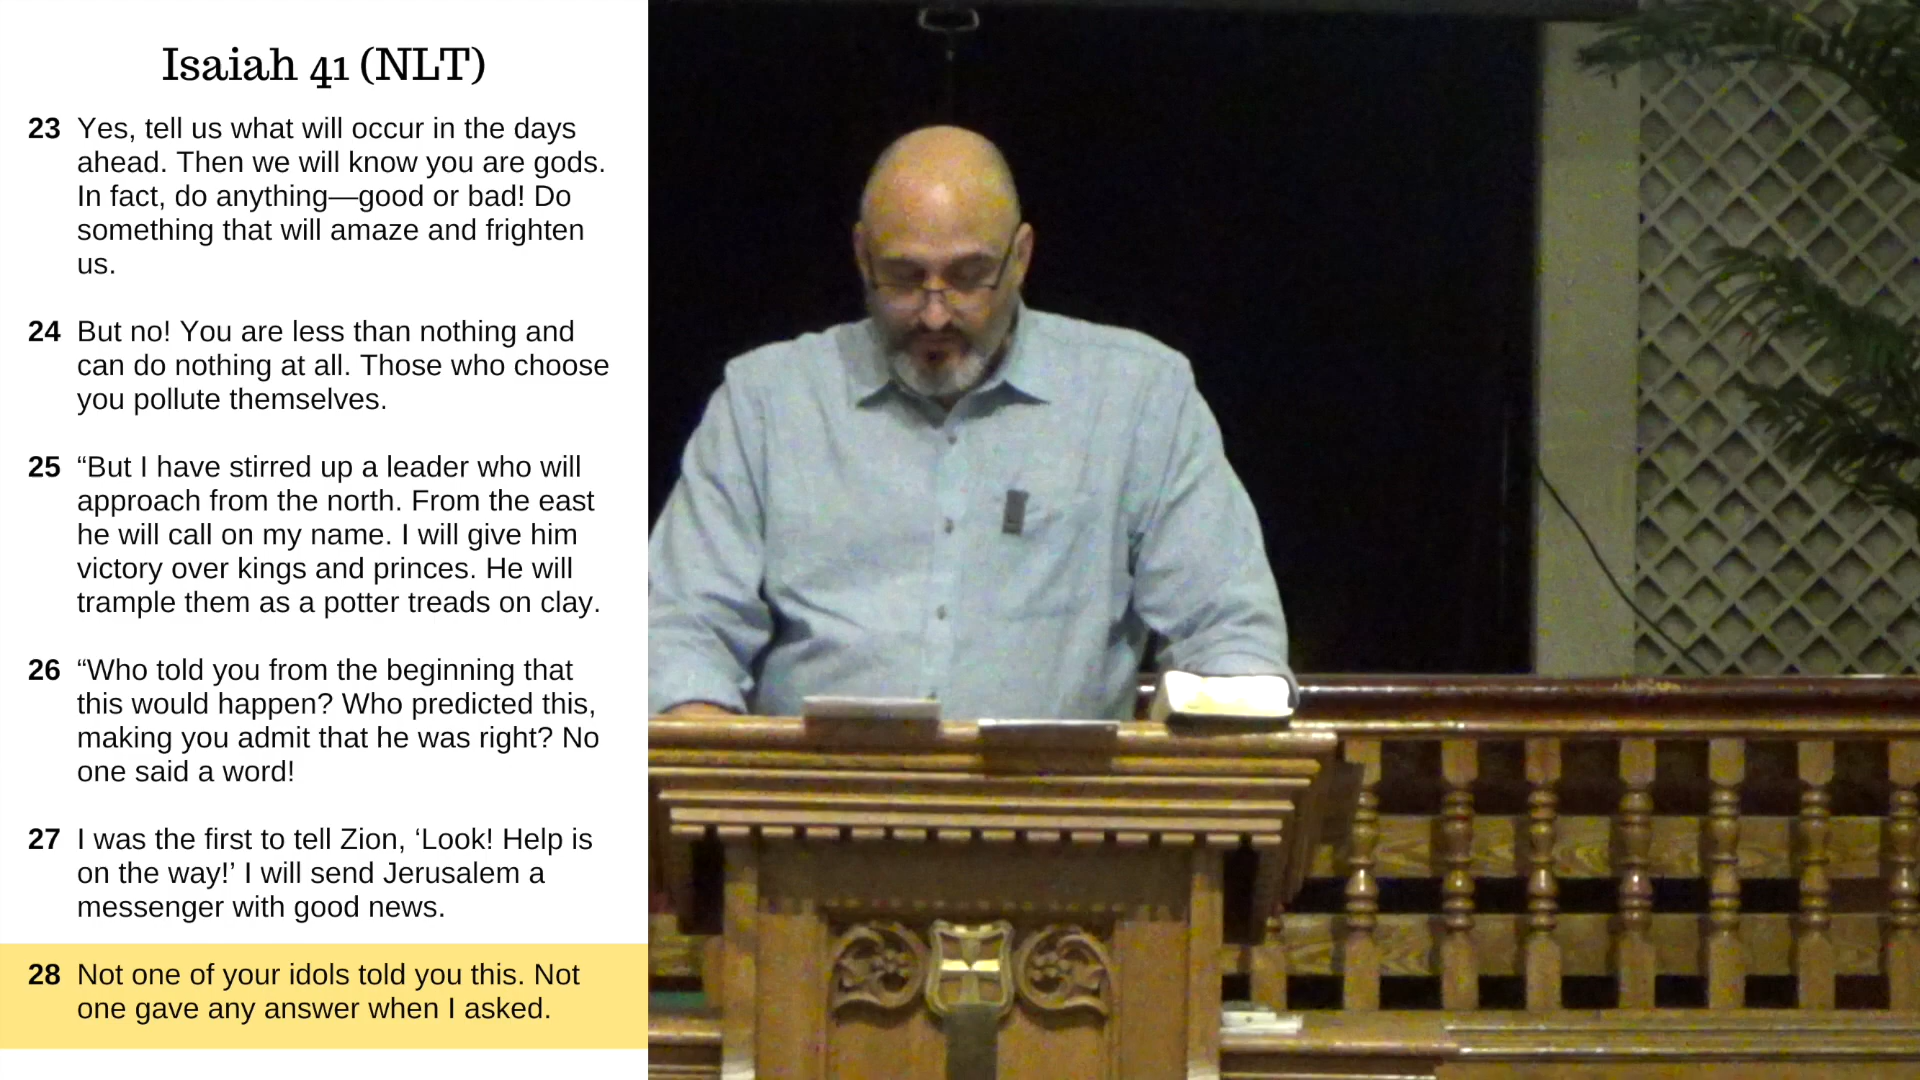 Isaiah 41 (NLT)
23 Yes, tell us what will occur in the days
ahead. Then we will know you are gods.
In fact, do anything—good or bad! Do
something that will amaze and frighten
us.
24 But no! You are less than nothing and
can do nothing at all. Those who choose
you pollute themselves.
25 “But I have stirred up a leader who will
approach from the north. From the east
he will call on my name. I will give him
victory over kings and princes. He will
trample them as a potter treads on clay.
26 “Who told you from the beginning that
this would happen? Who predicted this,
making you admit that he was right? No
one said a word!
27 I was the first to tell Zion, ‘Look! Help is
on the way!’ I will send Jerusalem a
messenger with good news.
28 Not one of your idols told you this. Not
one gave any answer when I asked.